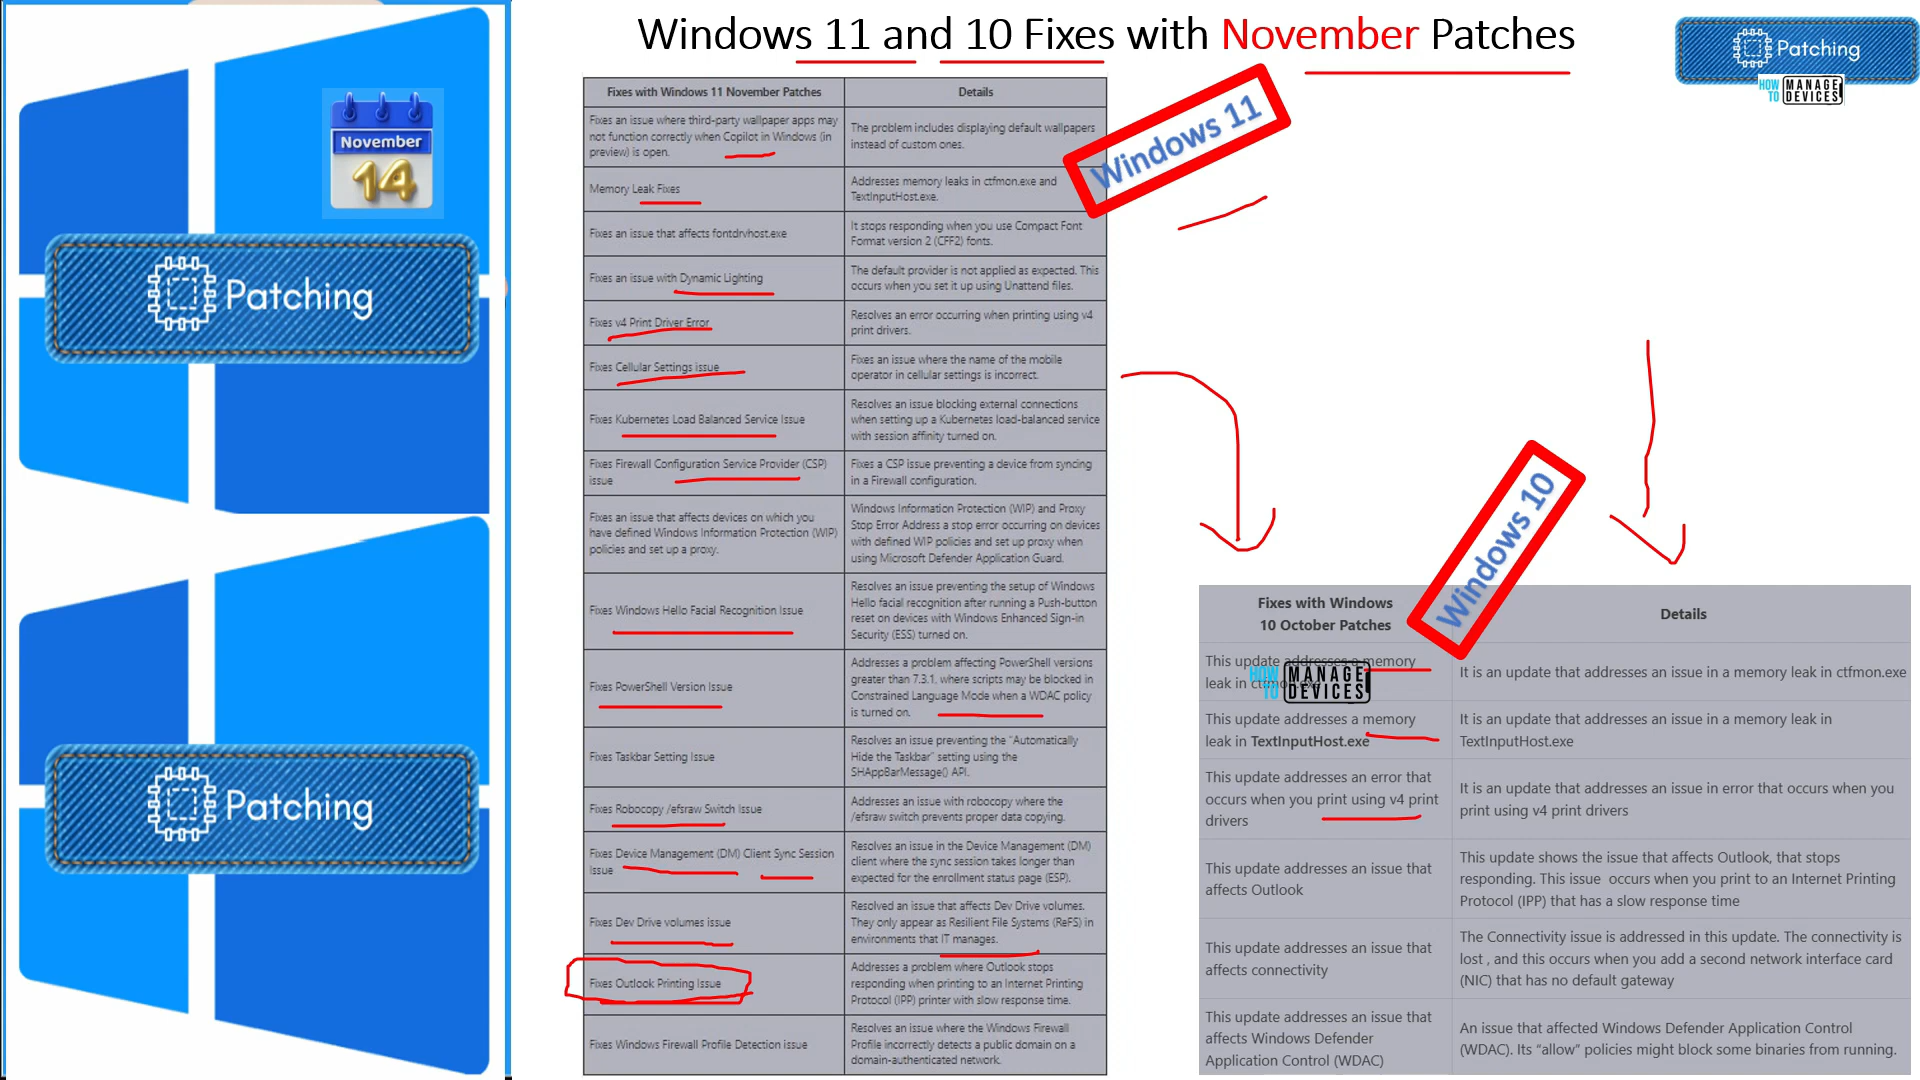 Windows 11 and 10 Fixes with November Patches
Patching
HOW TO MANAGE DEVICES
November
14
Patching
Patching
Windows 11
Fixes with Windows 11 November Patches
Details
Fixes an issue where third-party wallpaper apps may
not function correctly when Copilot in Windows (in
preview) is open.
The problem includes displaying default wallpapers
instead of custom ones.
Memory Leak Fixes
Addresses memory leaks in ctfmon.exe and
TextInputHost.exe.
Fixes an issue that affects fontdrvhost.exe
It stops responding when you use Compact Font
Format version 2 (CFF2) fonts.
Fixes an issue with Dynamic Lighting
The default provider is not applied as expected. This
occurs when you set it up using Unattend files.
Fixes v4 Print Driver Error
Resolves an error occurring when printing using v4
print drivers.
Fixes Cellular Settings issue
Fixes an issue where the name of the mobile
operator in cellular settings is incorrect.
Fixes Kubernetes Load Balanced Service Issue
Resolves an issue blocking external connections
when setting up a Kubernetes load-balanced service
with session affinity turned on.
Fixes Firewall Configuration Service Provider (CSP)
issue
Fixes a CSP issue preventing a device from syncing
in a Firewall configuration.
Fixes an issue that affects devices on which you
have defined Windows Information Protection (WIP)
policies and set up a proxy.
Windows Information Protection (WIP) and Proxy
Stop Error Address a stop error occurring on devices
with defined WIP policies and set up proxy when
using Microsoft Defender Application Guard.
Fixes Windows Hello Facial Recognition Issue
Resolves an issue preventing the setup of Windows
Hello facial recognition after running a Push-button
reset on devices with Windows Enhanced Sign-in
Security (ESS) turned on.
Fixes PowerShell Version Issue
Addresses a problem affecting PowerShell versions
greater than 7.3.1, where scripts may be blocked in
Constrained Language Mode when a WDAC policy
is turned on.
Fixes Taskbar Setting Issue
Resolves an issue preventing the "Automatically
Hide the Taskbar" setting using the
SHAppBarMessage() API.
Fixes Robocopy /efsraw Switch Issue
Addresses an issue with robocopy where the
/efsraw switch prevents proper data copying.
Fixes Device Management (DM) Client Sync Session
Issue
Resolves an issue in the Device Management (DM)
client where the sync session takes longer than
expected for the enrollment status page (ESP).
Fixes Dev Drive volumes issue
Resolved an issue that affects Dev Drive volumes.
They only appear as Resilient File Systems (ReFS) in
environments that IT manages.
Fixes Outlook Printing Issue
Addresses a problem where Outlook stops
responding when printing to an Internet Printing
Protocol (IPP) printer with slow response time.
Fixes Windows Firewall Profile Detection issue
Resolves an issue where the Windows Firewall
Profile incorrectly detects a public domain on a
domain-authenticated network.
Windows 10
Fixes with Windows
10 October Patches
Details
This update addresses a memory
leak in ctfmon.exe
It is an update that addresses an issue in a memory leak in ctfmon.exe
HOW TO MANAGE DEVICES
This update addresses a memory
leak in TextInputHost.exe
It is an update that addresses an issue in a memory leak in
TextInputHost.exe
This update addresses an error that
occurs when you print using v4 print
drivers
It is an update that addresses an issue in error that occurs when you
print using v4 print drivers
This update addresses an issue that
affects Outlook
This update shows the issue that affects Outlook, that stops
responding. This issue occurs when you print to an Internet Printing
Protocol (IPP) that has a slow response time
This update addresses an issue that
affects connectivity
The Connectivity issue is addressed in this update. The connectivity is
lost , and this occurs when you add a second network interface card
(NIC) that has no default gateway
This update addresses an issue that
affects Windows Defender
Application Control (WDAC)
An issue that affected Windows Defender Application Control
(WDAC). Its "allow" policies might block some binaries from running.